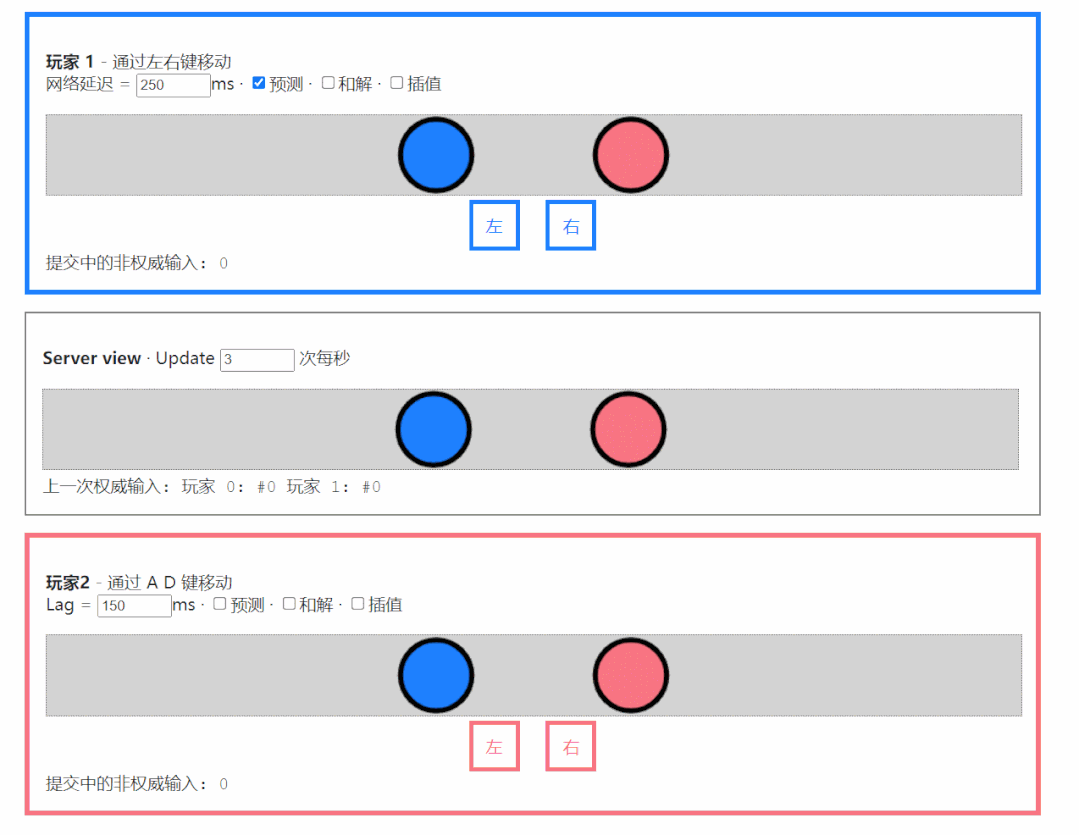 玩家 1 - 通过左右键移动
网络延迟 = 250 ms · 预测 · 和解 · 插值
左 右
提交中的非权威输入: 0
Server view · Update 3 次每秒
上一次权威输入: 玩家 0: #0 玩家 1: #0
玩家2 - 通过 A D 键移动
Lag = 150 ms · 预测 · 和解 · 插值
左 右
提交中的非权威输入: 0